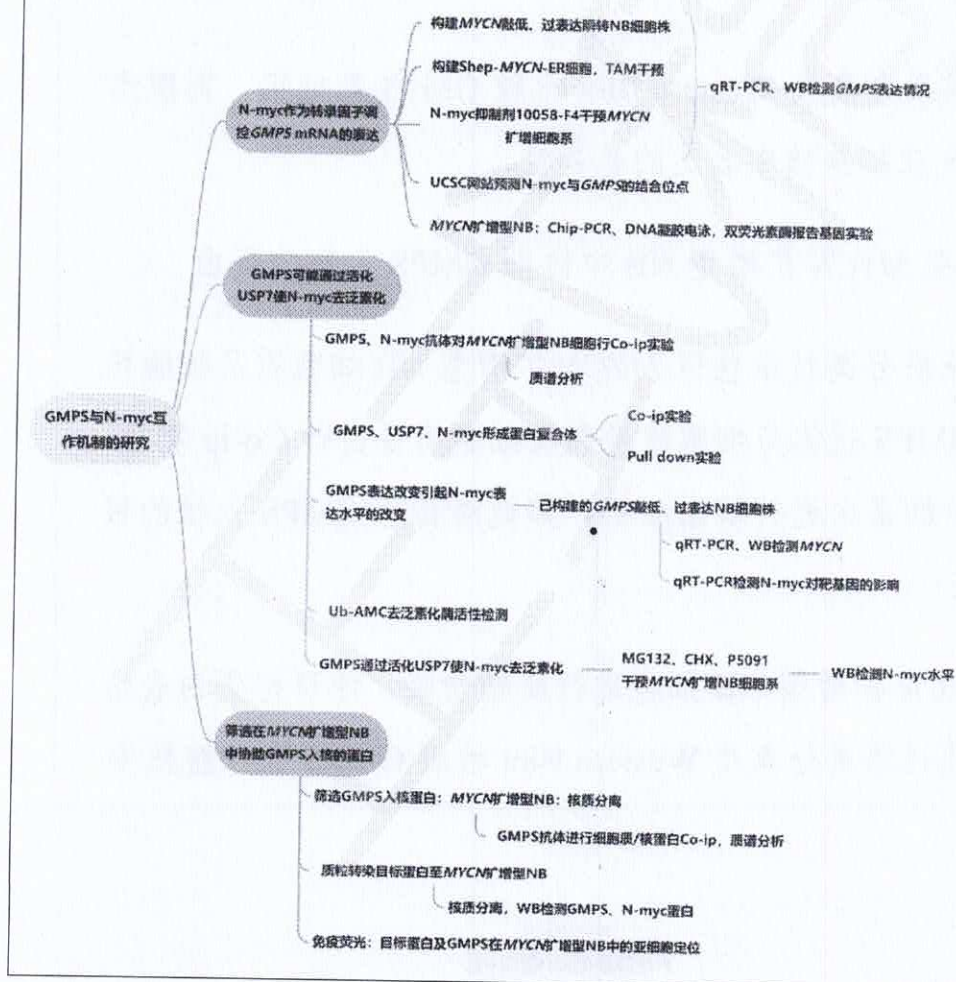 构建MYCN敲低、过表达瞬转NB细胞株
构建Shep-MYCN-ER细胞，TAM干预
qRT-PCR、WB检测GMPS表达情况
N-myc作为转录因子调
控GMPS mRNA的表达
N-myc抑制剂10058-F4干预MYCN
扩增细胞系
UCSC网站预测N-myc与GMPS的结合位点
MYCN扩增型NB：Chip-PCR、DNA凝胶电泳，双荧光素酶报告基因实验
GMPS可能通过活化
USP7使N-myc去泛素化
GMPS、N-myc抗体对MYCN扩增型NB细胞行Co-ip实验
质谱分析
GMPS与N-myc互
作机制的研究
GMPS、USP7、N-myc形成蛋白复合体
Co-ip实验
Pull down实验
GMPS表达改变引起N-myc表
达水平的改变
已构建的GMPS敲低、过表达NB细胞株
qRT-PCR、WB检测MYCN
qRT-PCR检测N-myc对靶基因的影响
Ub-AMC去泛素化酶活性检测
GMPS通过活化USP7使N-myc去泛素化
MG132、CHX、P5091
干预MYCN扩增NB细胞系
WB检测N-myc水平
筛选在MYCN扩增型NB
中协助GMPS入核的蛋白
筛选GMPS入核蛋白：MYCN扩增型NB：核质分离
GMPS抗体进行细胞质/核蛋白Co-ip，质谱分析
质粒转染目标蛋白至MYCN扩增型NB
核质分离，WB检测GMPS、N-myc蛋白
免疫荧光：目标蛋白及GMPS在MYCN扩增型NB中的亚细胞定位